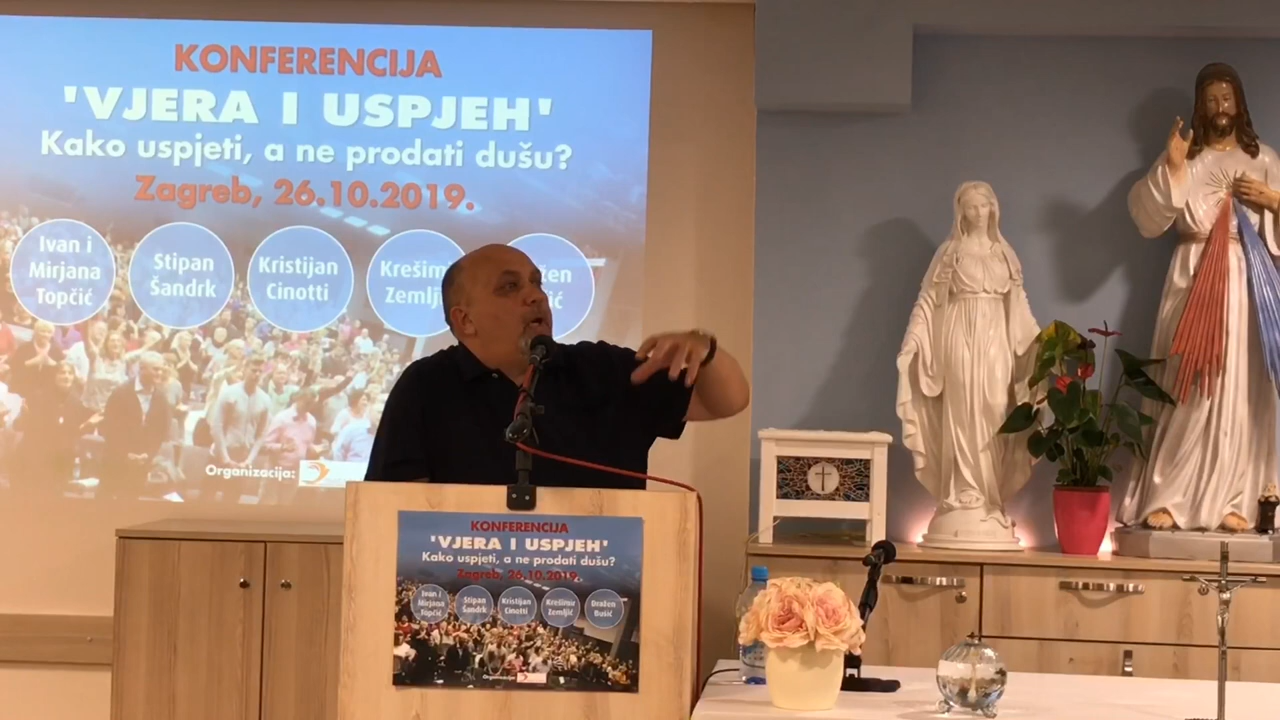 KONFERENCIJA
'VJERA I USPJEH'
Kako uspjeti, a ne prodati dušu?
Zagreb, 26.10.2019.
Ivan i
Mirjana
Topčić
Stipan
Šandrk
Kristijan
Cinotti
Organizacija:
KONFERENCIJA
'VJERA I USPJEH'
Kako uspjeti, a ne prodati dušu?
Zagreb, 26.10.2019.
Ivan i
Mirjana
Topčić
Stipan
Šandrk
Kristijan
Cinotti
Krešimir
Zemljić
Dražen
Bušić
Organizacija: